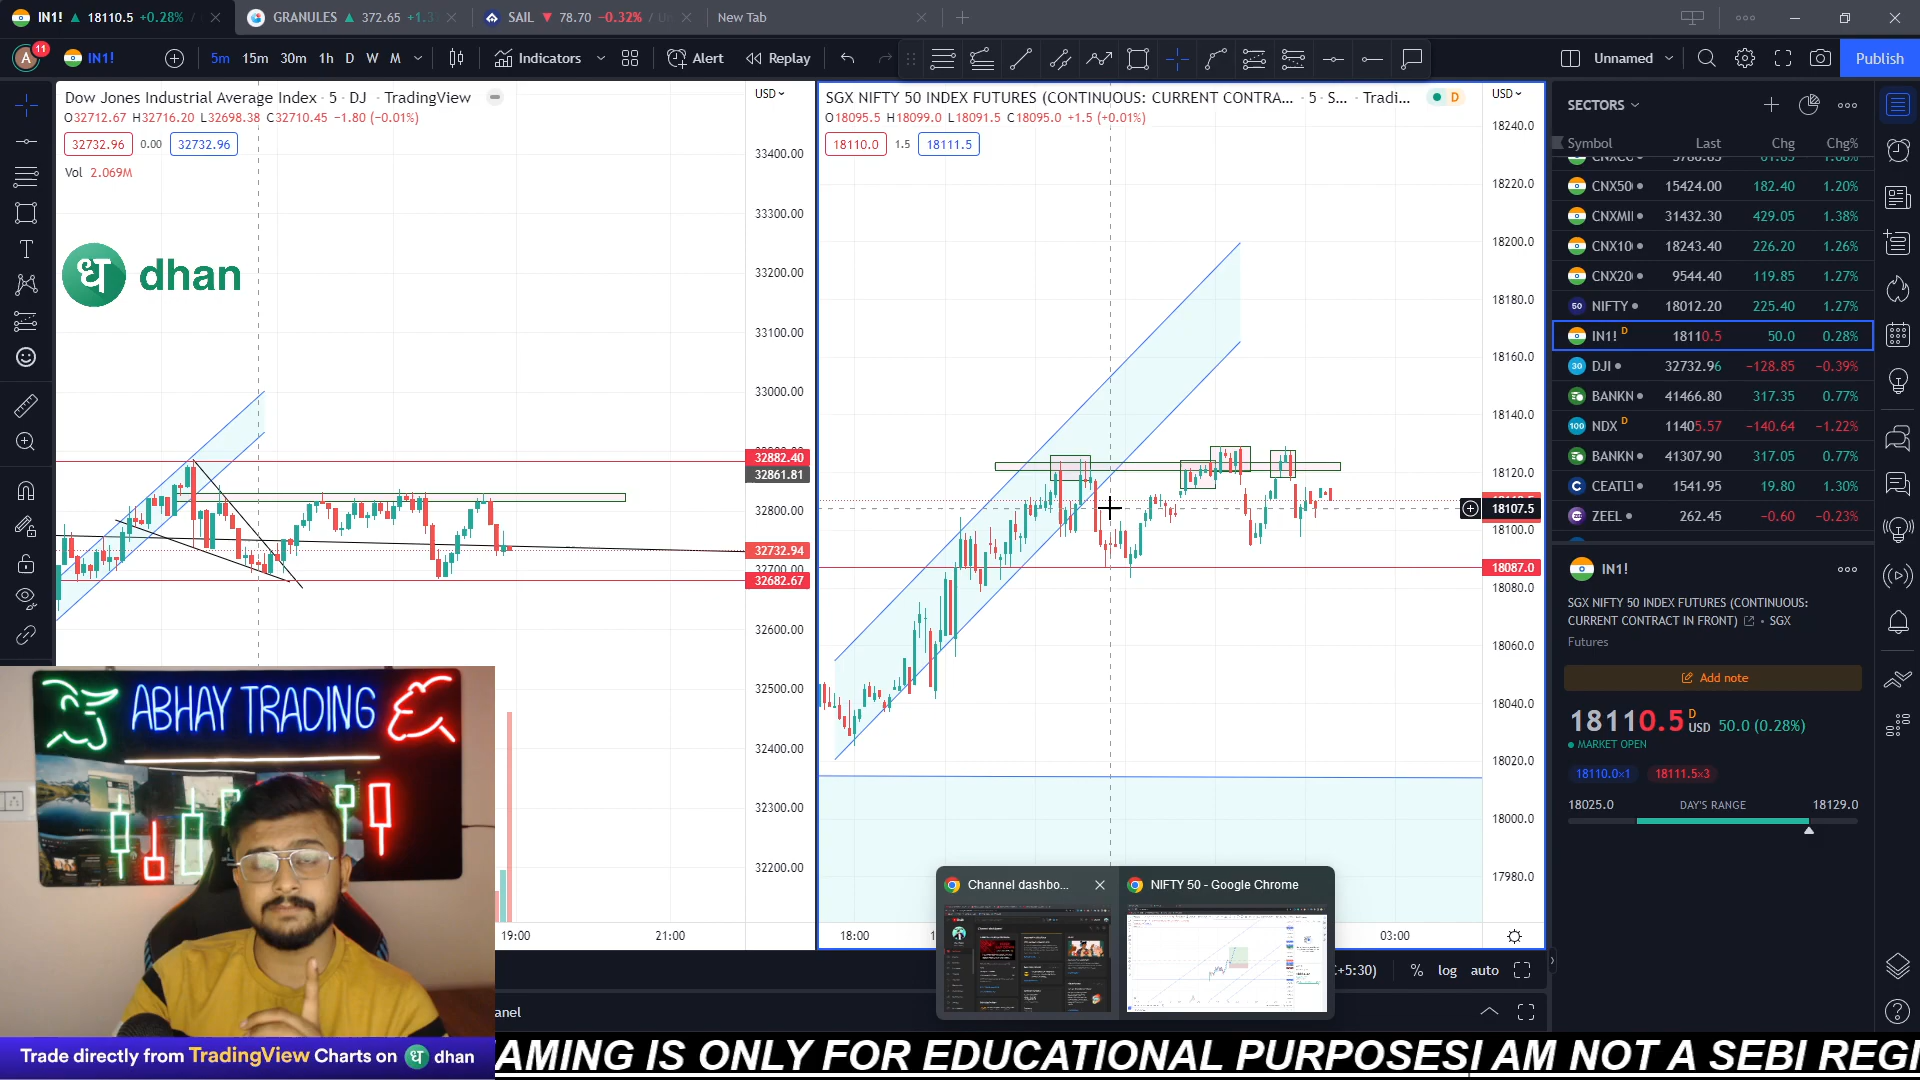 IN1! ▲ 18110.5 +0.28% /
GRANULES ▲ 372.65 +1.3
SAIL ▼ 78.70 −0.32% / Un
New Tab
A 11
IN1!
5m 15m 30m 1h D W M
Indicators
Alert
Replay
Unnamed
Publish
Dow Jones Industrial Average Index · 5 · DJ · TradingView
O32712.67 H32716.20 L32698.38 C32710.45 −1.80 (−0.01%)
32732.96 0.00 32732.96
Vol 2.069M
धा dhan
USD
33400.00
33300.00
33200.00
33100.00
33000.00
32882.40
32861.81
32800.00
32732.94
32700.00
32682.67
32600.00
32500.00
32400.00
32300.00
32200.00
19:00
21:00
SGX NIFTY 50 INDEX FUTURES (CONTINUOUS: CURRENT CONTRA... · 5 · S... · Tradi...
D
O18095.5 H18099.0 L18091.5 C18095.0 +1.5 (+0.01%)
18110.0 1.5 18111.5
USD
18240.0
18220.0
18200.0
18180.0
18160.0
18140.0
18120.0
18107.5
18100.0
18087.0
18080.0
18060.0
18040.0
18020.0
18000.0
17980.0
18:00
03:00
+5:30)
% log auto
anel
Channel dashbo...
NIFTY 50 - Google Chrome
SECTORS
Symbol Last Chg Chg%
CNX50 15424.00 182.40 1.20%
CNXMI 31432.30 429.05 1.38%
CNX10 18243.40 226.20 1.26%
CNX20 9544.40 119.85 1.27%
50 NIFTY 18012.20 225.40 1.27%
IN1! D 18110.5 50.0 0.28%
30 DJI 32732.96 −128.85 −0.39%
BANKN 41466.80 317.35 0.77%
100 NDX D 11405.57 −140.64 −1.22%
BANKN 41307.90 317.05 0.77%
CEATLT 1541.95 19.80 1.30%
ZEEL 262.45 −0.60 −0.23%
IN1!
SGX NIFTY 50 INDEX FUTURES (CONTINUOUS:
CURRENT CONTRACT IN FRONT) • SGX
Futures
Add note
18110.5 D USD 50.0 (0.28%)
MARKET OPEN
18110.0×1 18111.5×3
18025.0 DAY'S RANGE 18129.0
ABHAY TRADING
Trade directly from TradingView Charts on धा dhan
AMING IS ONLY FOR EDUCATIONAL PURPOSESI AM NOT A SEBI REGI